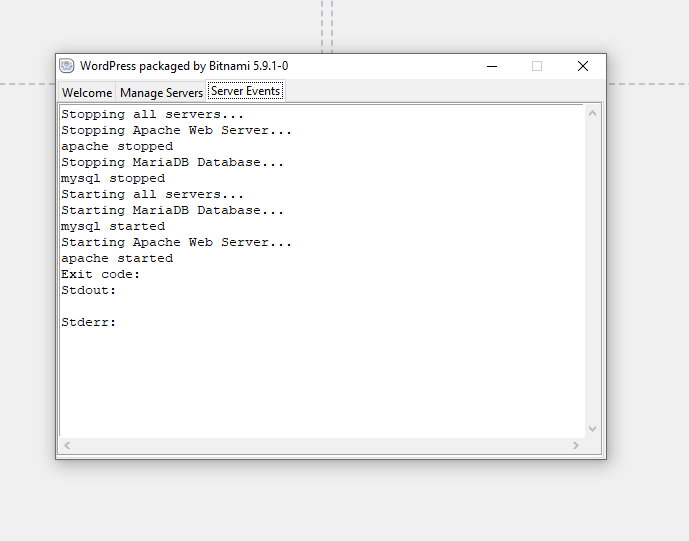 WordPress packaged by Bitnami 5.9.1-0
Welcome Manage Servers Server Events
Stopping all servers...
Stopping Apache Web Server...
apache stopped
Stopping MariaDB Database...
mysql stopped
Starting all servers...
Starting MariaDB Database...
mysql started
Starting Apache Web Server...
apache started
Exit code:
Stdout:
Stderr: